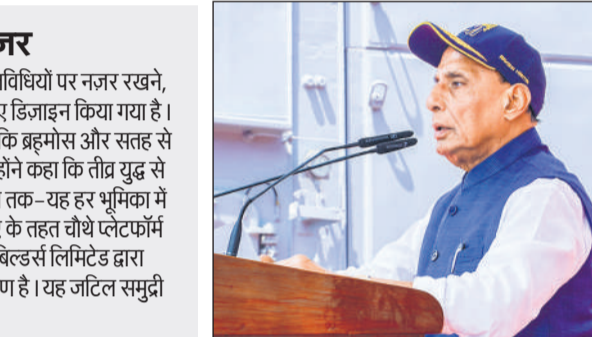 जर
विधियों पर नज़र रखने,
ए डिज़ाइन किया गया है।
कि ब्रह्मोस और सतह से
होंने कहा कि तीव्र युद्ध से
तक-यह हर भूमिका में
के तहत चौथे प्लेटफॉर्म
बिल्डर्स लिमिटेड द्वारा
ण है। यह जटिल समुद्री